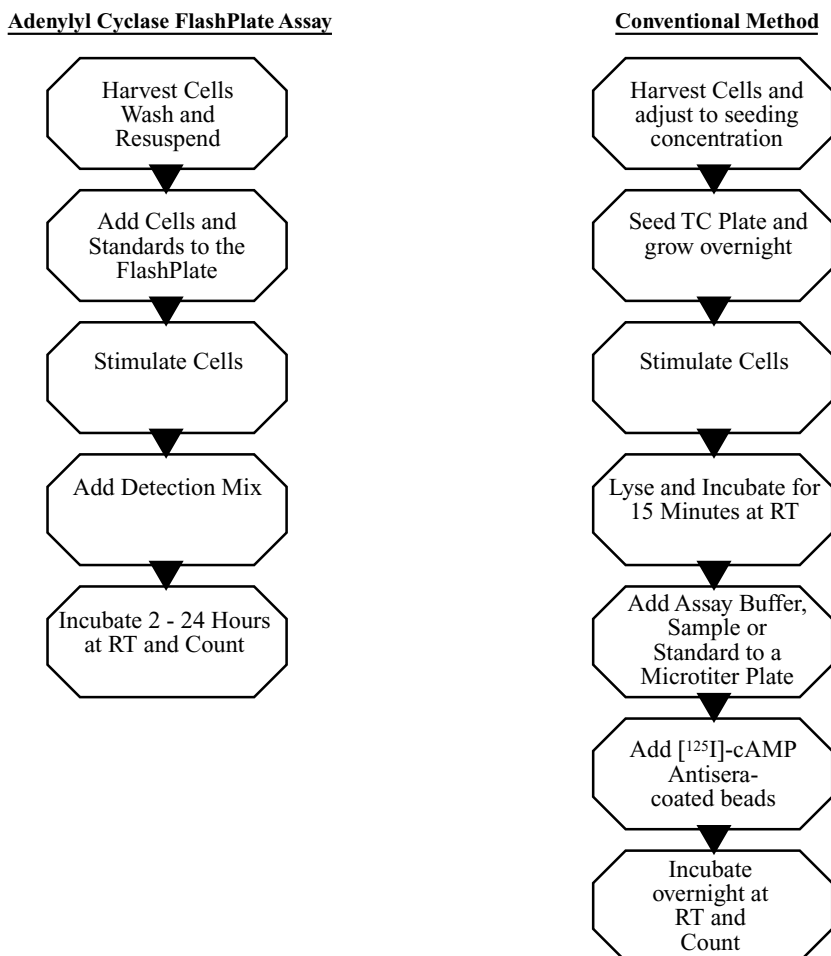 Adenylyl Cyclase FlashPlate Assay
Harvest Cells
Wash and
Resuspend
Add Cells and
Standards to the
FlashPlate
Stimulate Cells
Add Detection Mix
Incubate 2 - 24 Hours
at RT and Count
Conventional Method
Harvest Cells and
adjust to seeding
concentration
Seed TC Plate and
grow overnight
Stimulate Cells
Lyse and Incubate for
15 Minutes at RT
Add Assay Buffer,
Sample or
Standard to a
Microtiter Plate
Add [¹²⁵I]-cAMP
Antisera-
coated beads
Incubate
overnight at
RT and
Count